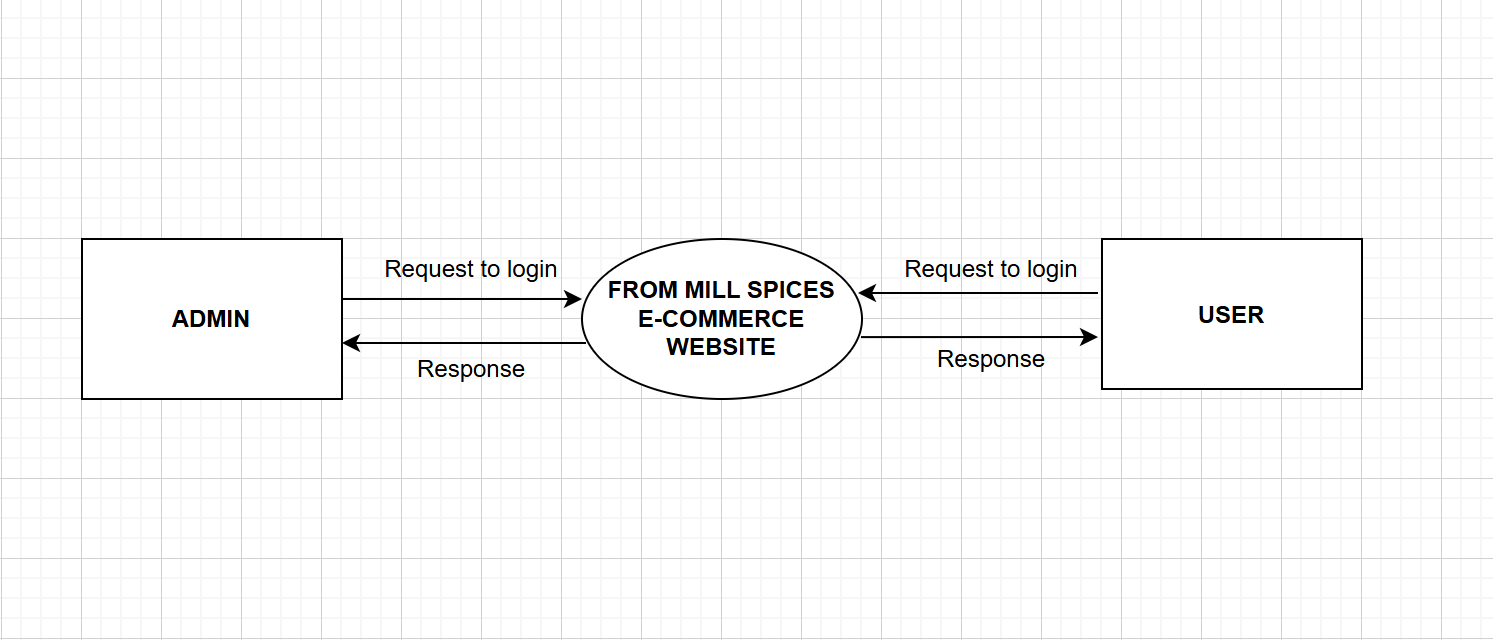 Request to login
Request to login
FROM MILL SPICES
E-COMMERCE
WEBSITE
ADMIN
USER
Response
Response